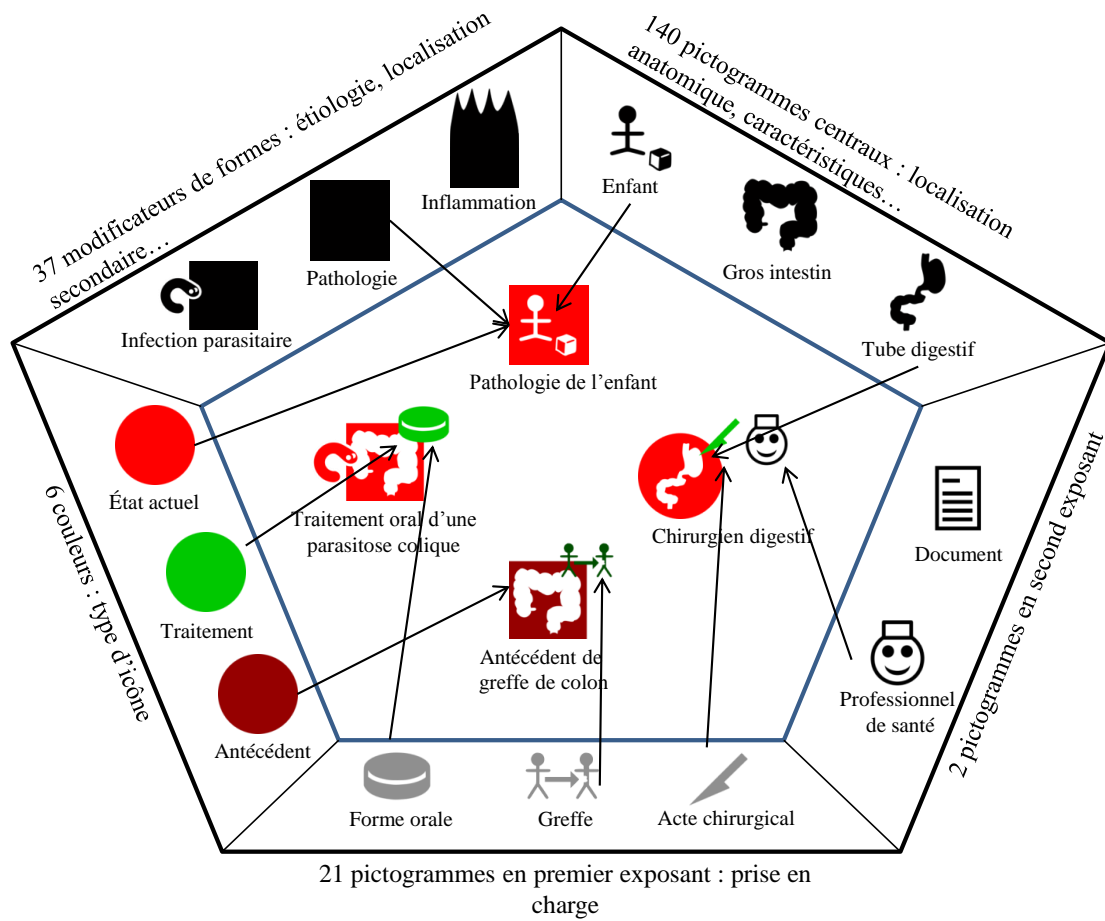 37 modificateurs de formes : étiologie, localisation
secondaire…
140 pictogrammes centraux : localisation
anatomique, caractéristiques…
Inflammation
Enfant
Pathologie
Gros intestin
Infection parasitaire
Tube digestif
Pathologie de l’enfant
6 couleurs : type d’icône
État actuel
Traitement
Antécédent
Traitement oral d’une
parasitose colique
Chirurgien digestif
Antécédent de
greffe de colon
Document
Professionnel
de santé
2 pictogrammes en second exposant
Forme orale
Greffe
Acte chirurgical
21 pictogrammes en premier exposant : prise en
charge